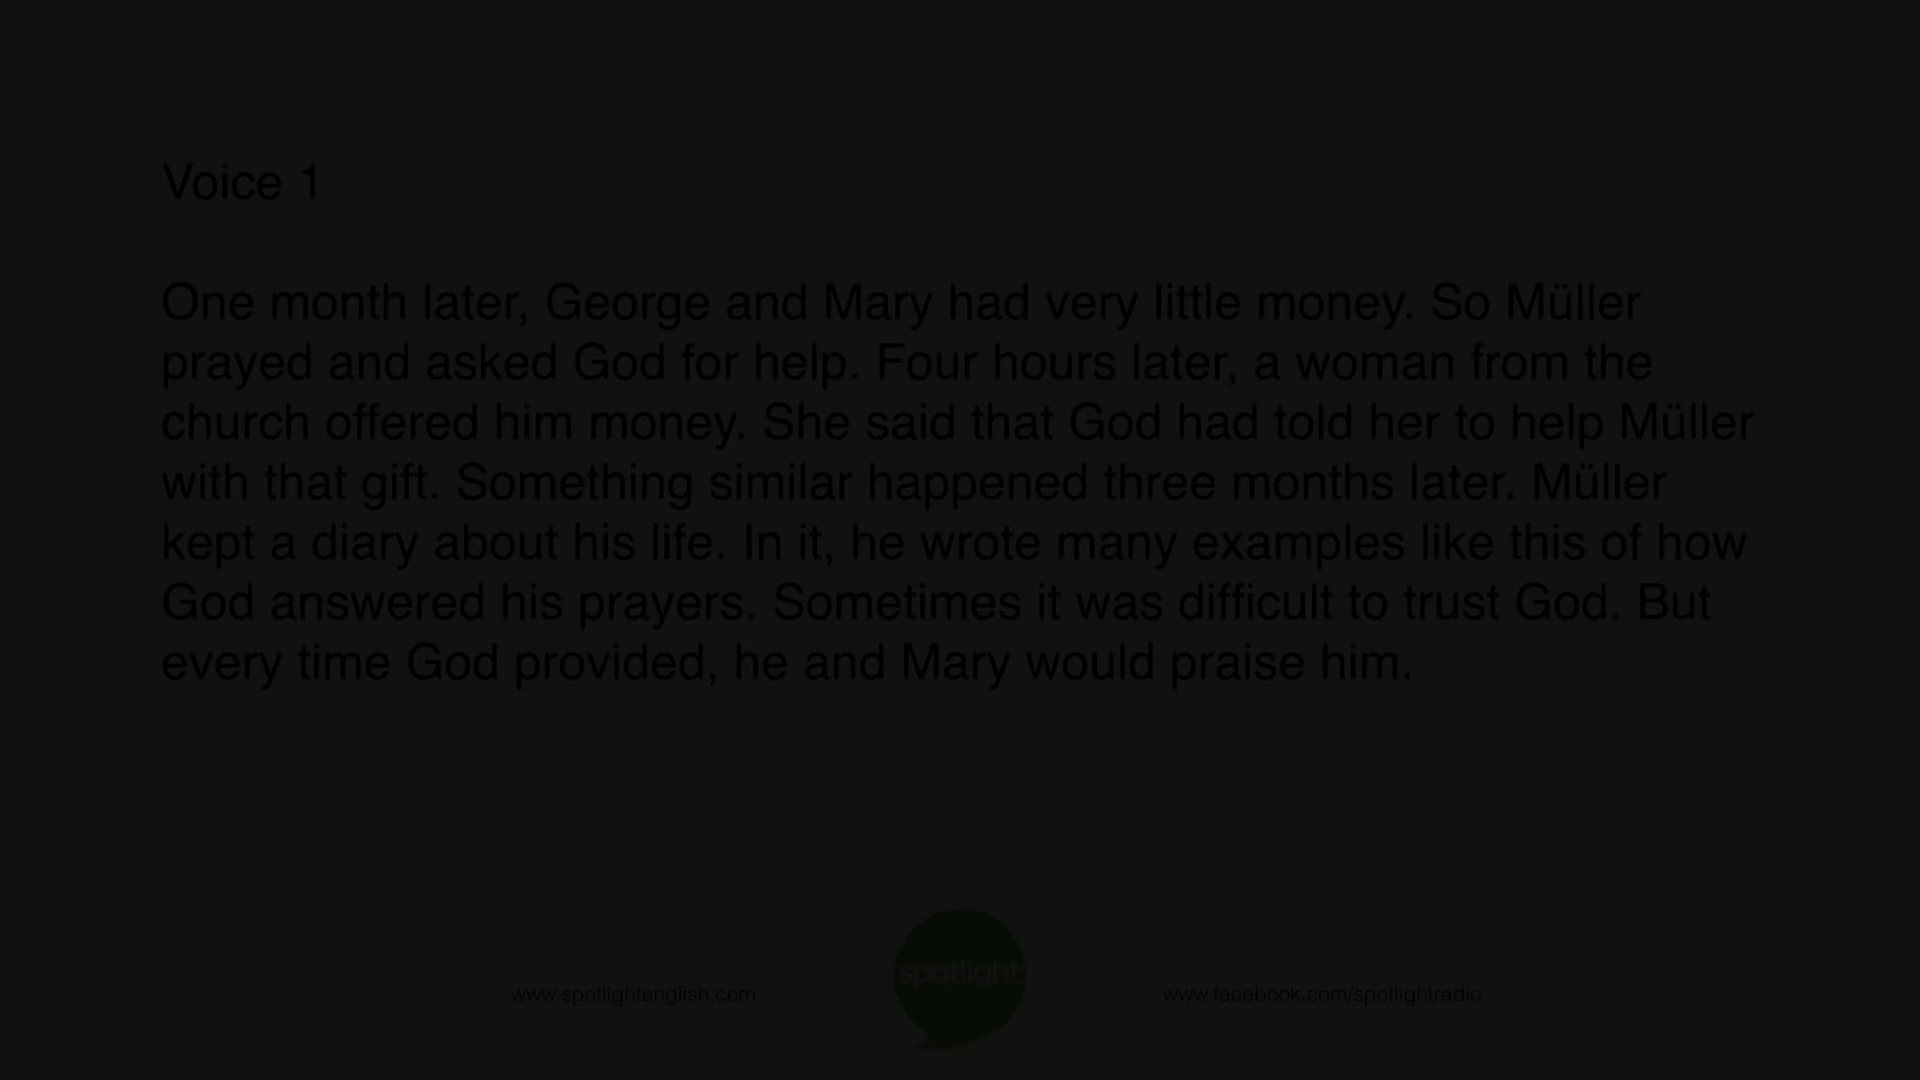 Voice 1
One month later, George and Mary had very little money. So Müller
prayed and asked God for help. Four hours later, a woman from the
church offered him money. She said that God had told her to help Müller
with that gift. Something similar happened three months later. Müller
kept a diary about his life. In it, he wrote many examples like this of how
God answered his prayers. Sometimes it was difficult to trust God. But
every time God provided, he and Mary would praise him.
spotlight
www.spotlightenglish.com
www.facebook.com/spotlightradio